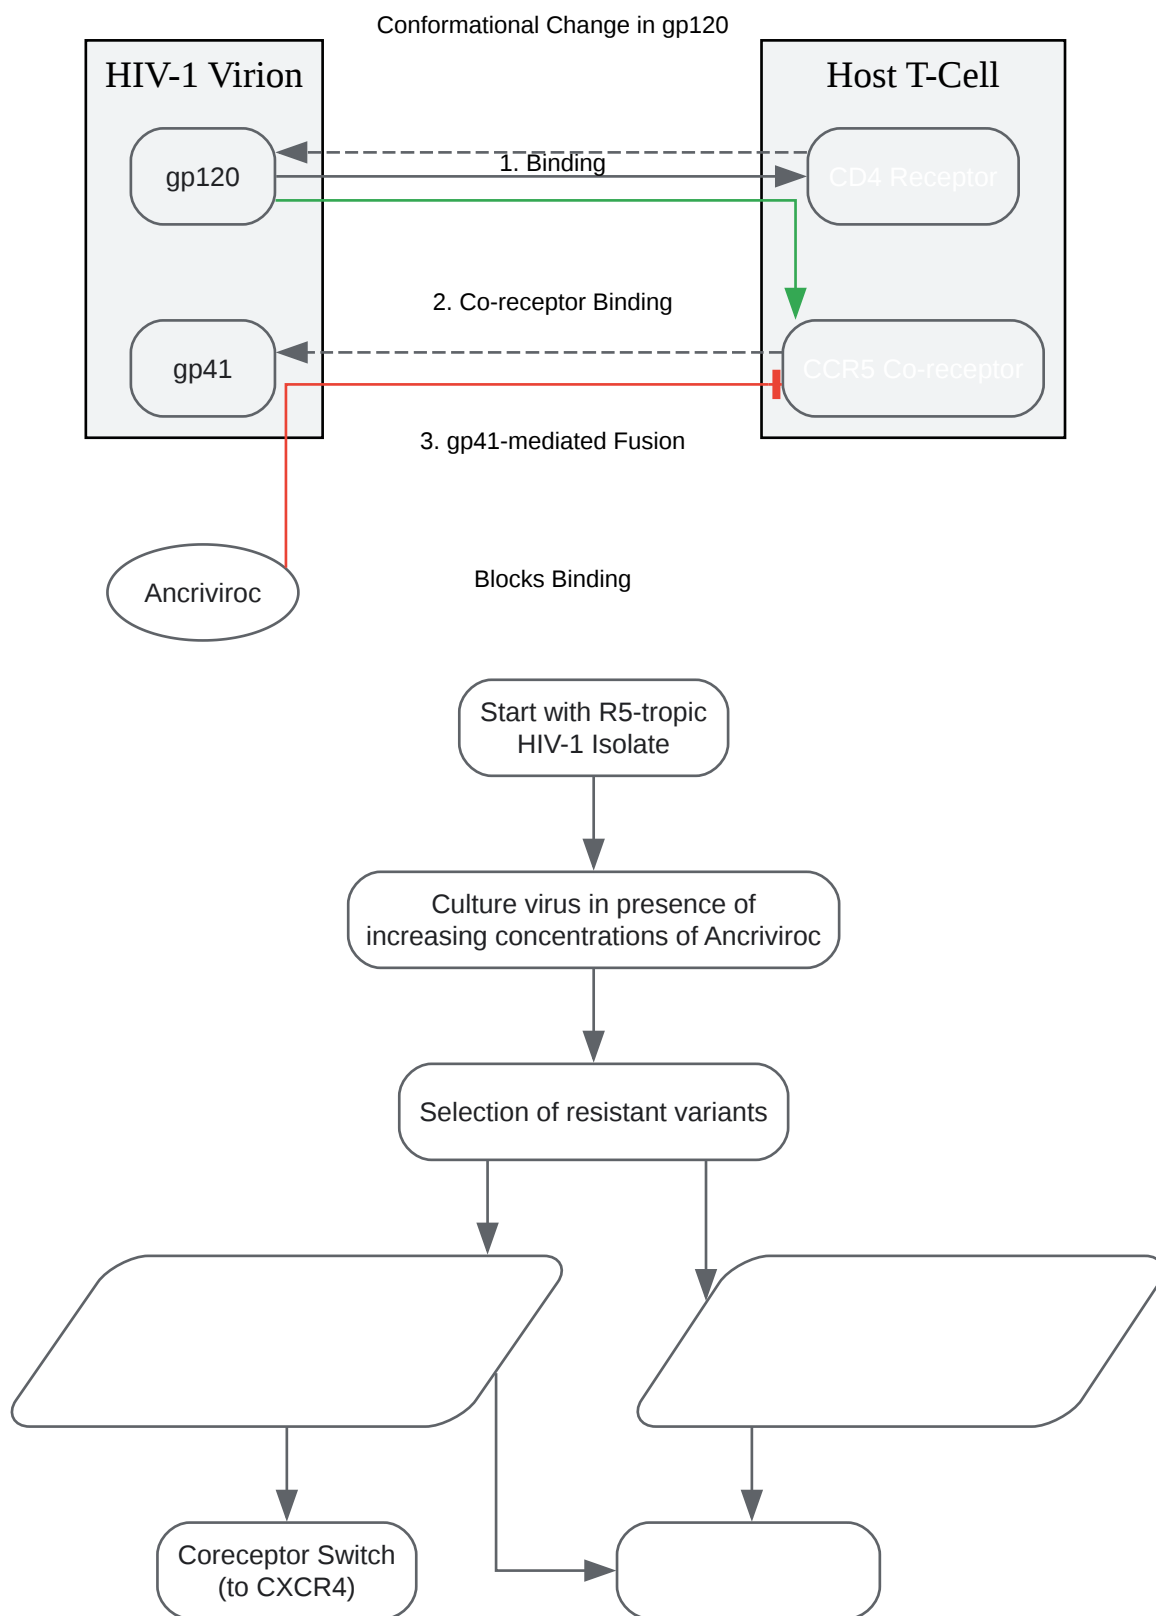 Conformational Change in gp120
HIV-1 Virion
Host T-Cell
gp120
1. Binding
CD4 Receptor
2. Co-receptor Binding
gp41
CCR5 Co-receptor
3. gp41-mediated Fusion
Ancriviroc
Blocks Binding
Start with R5-tropic
HIV-1 Isolate
Culture virus in presence of
increasing concentrations of Ancriviroc
Selection of resistant variants
Coreceptor Switch
(to CXCR4)